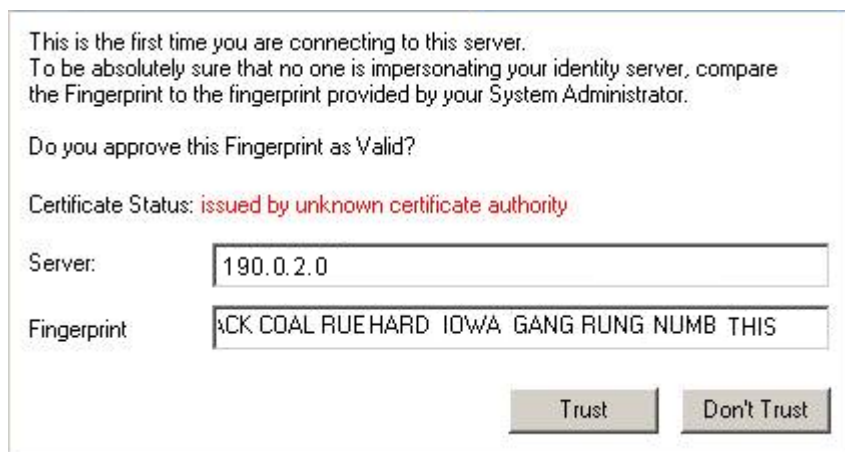 This is the first time you are connecting to this server.
To be absolutely sure that no one is impersonating your identity server, compare
the Fingerprint to the fingerprint provided by your System Administrator.
Do you approve this Fingerprint as Valid?
Certificate Status: issued by unknown certificate authority
Server: 190.0.2.0
Fingerprint COAL RUE HARD IOWA GANG RUNG NUMB THIS
Trust Don't Trust